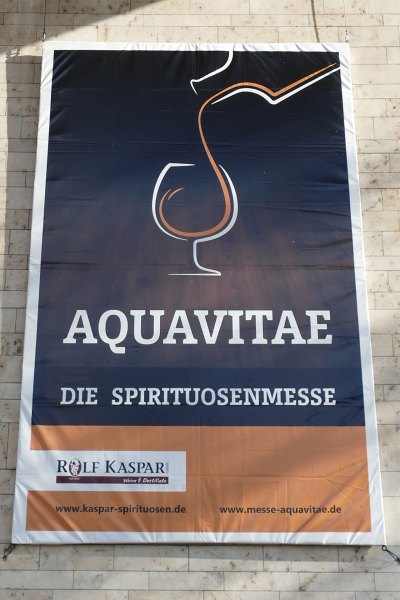 AQUAVITAE
DIE SPIRITUOSENMESSE
ROLF KASPAR
Weine & Destillate
www.kaspar-spirituosen.de www.messe-aquavitae.de